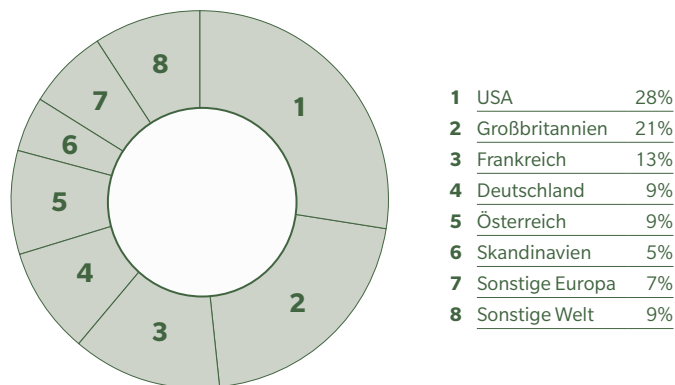 8
1
7
6
5
4
2
3
1 USA 28%
2 Großbritannien 21%
3 Frankreich 13%
4 Deutschland 9%
5 Österreich 9%
6 Skandinavien 5%
7 Sonstige Europa 7%
8 Sonstige Welt 9%